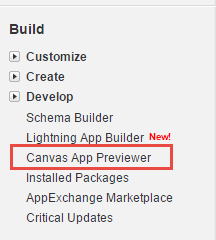 Build
Customize
Create
Develop
Schema Builder
Lightning App Builder New!
Canvas App Previewer
Installed Packages
AppExchange Marketplace
Critical Updates